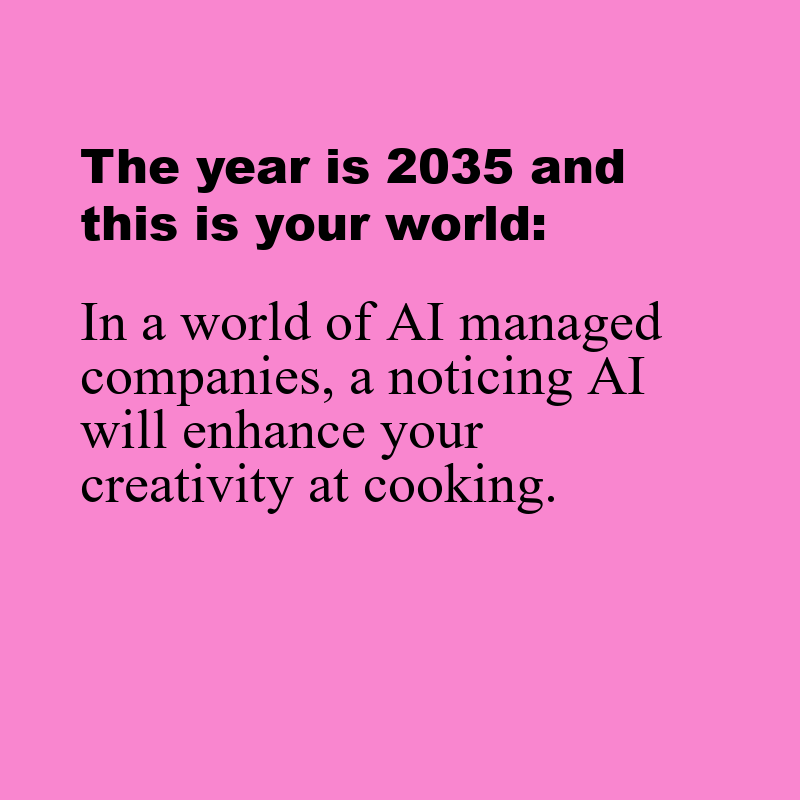 The year is 2035 and
this is your world:
In a world of AI managed
companies, a noticing AI
will enhance your
creativity at cooking.